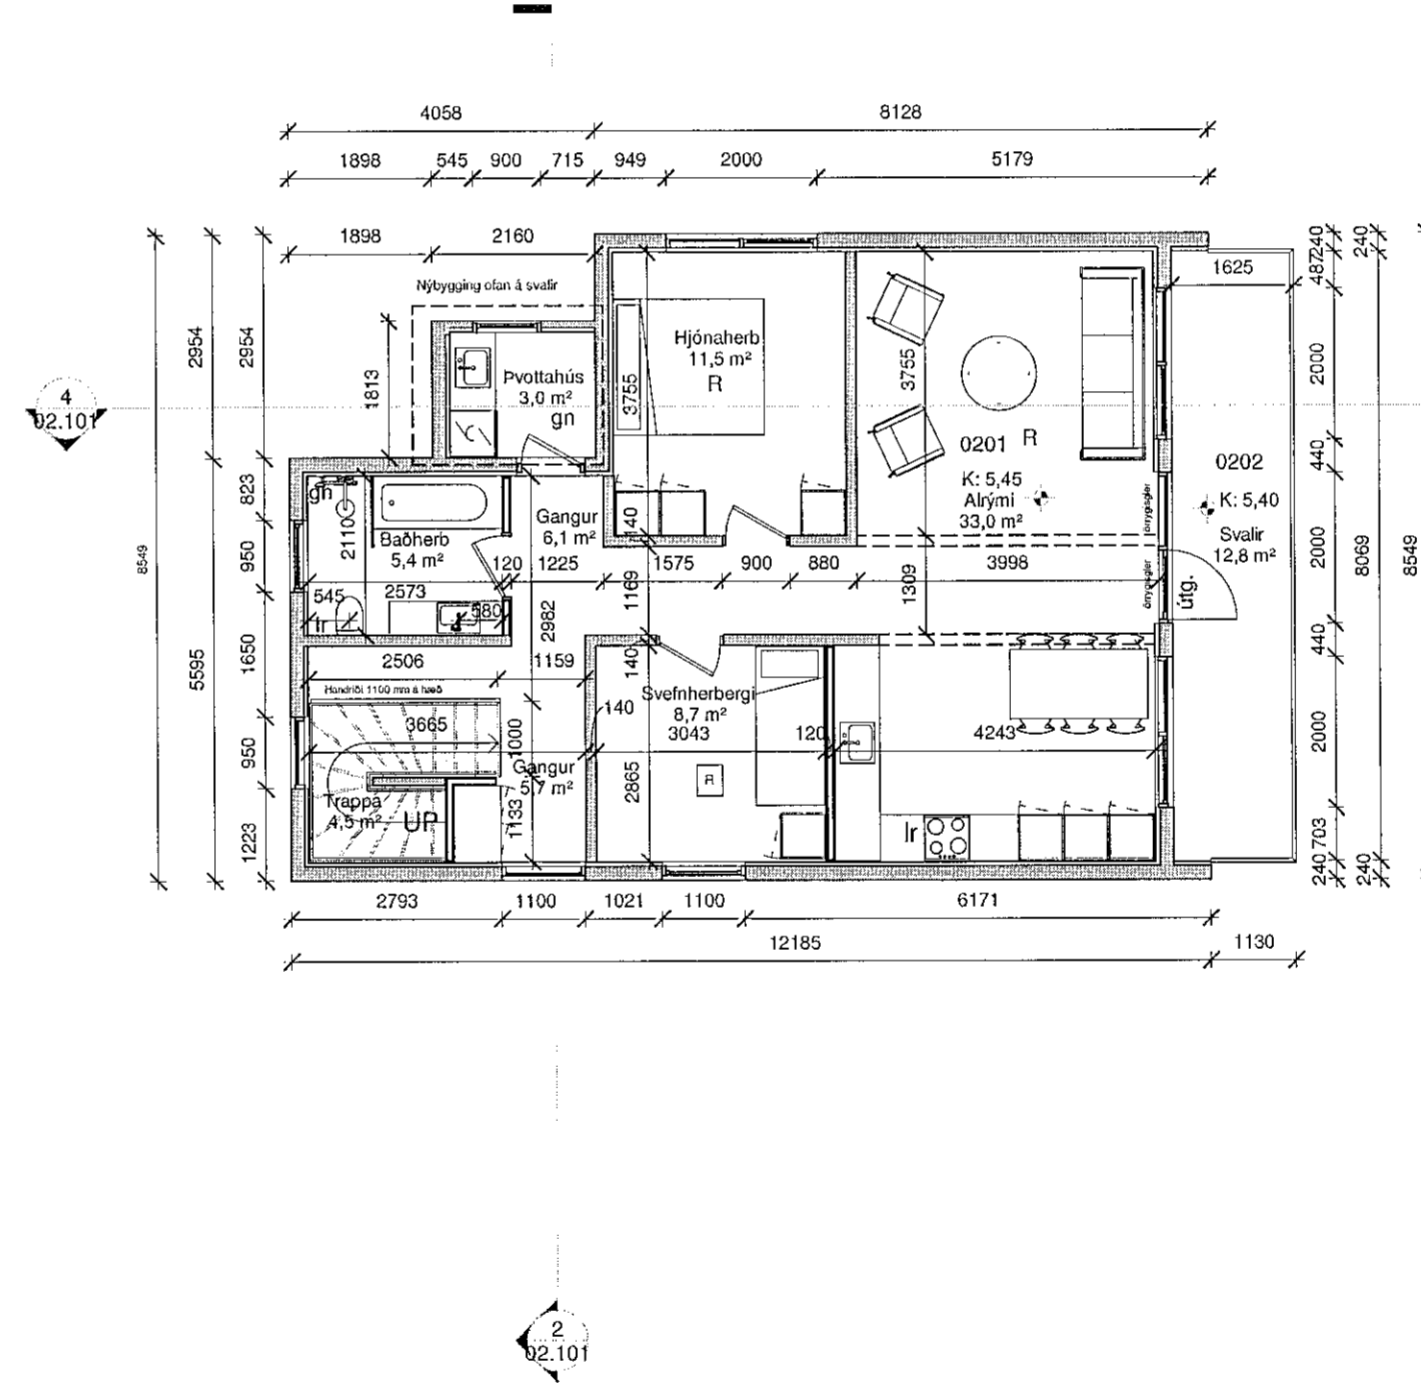 4058
8128
1898
545
900
715
949
2000
5179
1898
2160
Nýbygging ofan á svalir
1625
240
487
2000
440
2000
440
2000
703
240
240
8069
240
8549
8549
2954
5595
2954
823
950
1650
950
1223
1813
4
02.101
Þvottahús
3,0 m²
gn
Hjónaherb
11,5 m²
R
3755
3755
0201
R
K: 5,45
Alrými
33,0 m²
0202
K: 5,40
Svalir
12,8 m²
öryggisgler
öryggisgler
útg.
gn
2110
Baðherb
5,4 m²
Gangur
6,1 m²
140
120
1225
1575
900
880
3998
545
2573
580
lr
2982
1169
1309
2506
1159
140
Handrið 1100 mm á hæð
3665
1000
140
Svefnherbergi
8,7 m²
3043
120
4243
Gangur
5,7 m²
2865
R
Trappa
4,5 m²
UP
1133
lr
2793
1100
1021
1100
6171
12185
1130
2
02.101